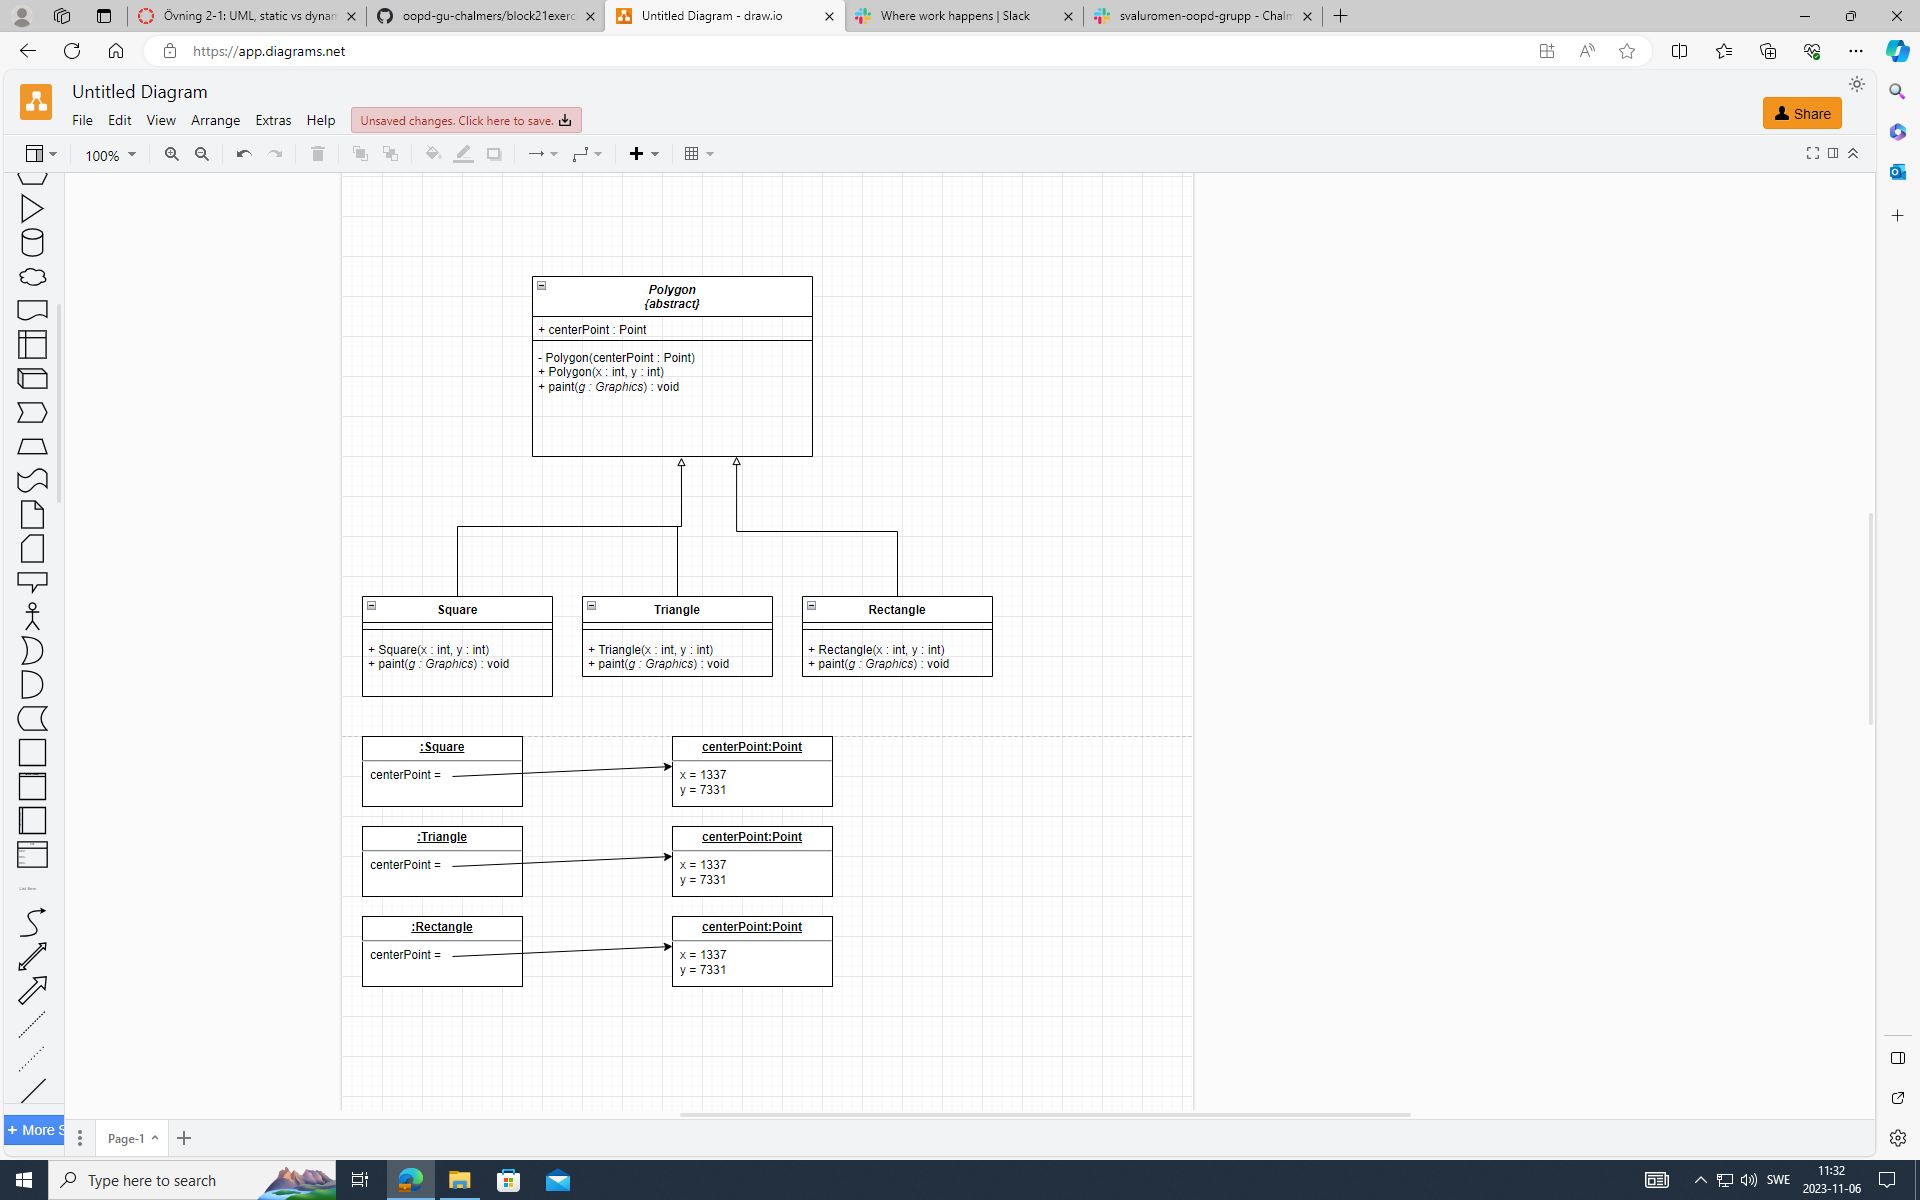 Övning 2-1: UML, static vs dynam
oopd-gu-chalmers/block21exerc
Untitled Diagram - draw.io
Where work happens | Slack
svaluromen-oopd-grupp - Chalm
https://app.diagrams.net
Untitled Diagram
File Edit View Arrange Extras Help
Unsaved changes. Click here to save.
Share
100%
Polygon
{abstract}
+ centerPoint : Point
- Polygon(centerPoint : Point)
+ Polygon(x : int, y : int)
+ paint(g : Graphics) : void
Square
+ Square(x : int, y : int)
+ paint(g : Graphics) : void
Triangle
+ Triangle(x : int, y : int)
+ paint(g : Graphics) : void
Rectangle
+ Rectangle(x : int, y : int)
+ paint(g : Graphics) : void
:Square
centerPoint =
centerPoint:Point
x = 1337
y = 7331
:Triangle
centerPoint =
centerPoint:Point
x = 1337
y = 7331
:Rectangle
centerPoint =
centerPoint:Point
x = 1337
y = 7331
List Item
+ More S
Page-1
Type here to search
SWE
11:32
2023-11-06